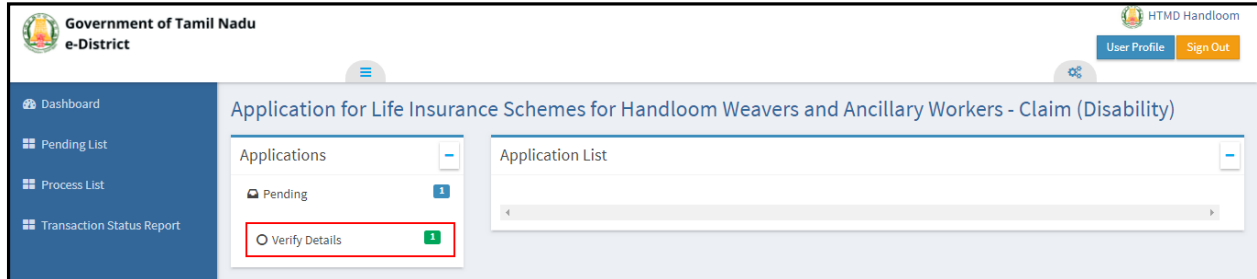 Government of Tamil Nadu
e-District
HTMD Handloom
User Profile
Sign Out
Dashboard
Pending List
Process List
Transaction Status Report
Application for Life Insurance Schemes for Handloom Weavers and Ancillary Workers - Claim (Disability)
Applications
Pending 1
Verify Details 1
Application List